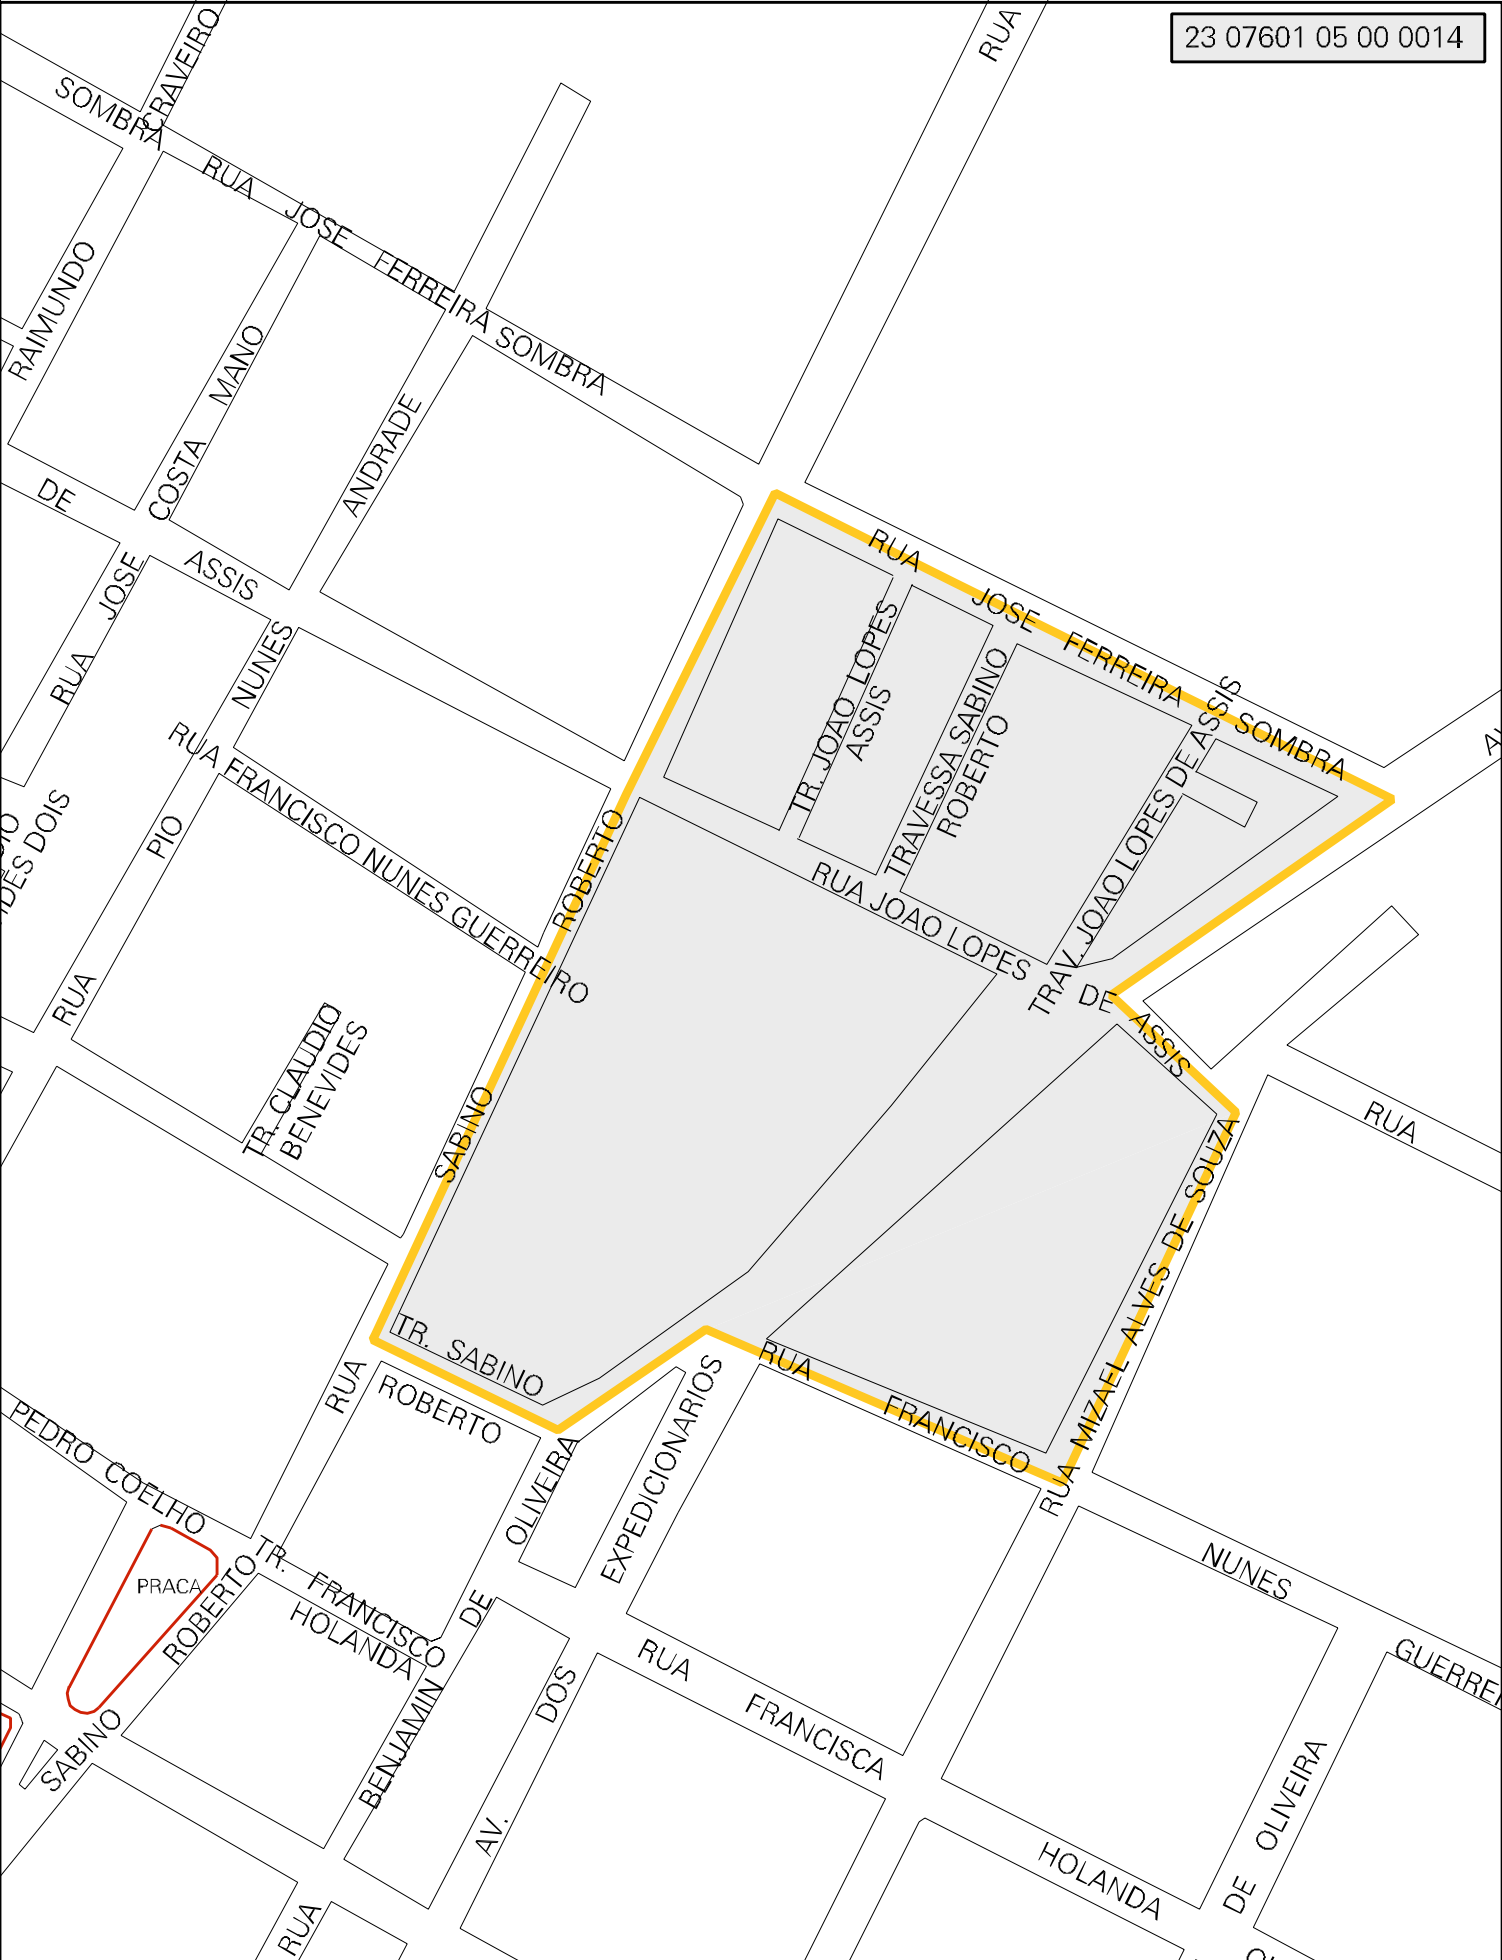 23 07601 05 00 0014
CRAVEIRO
RUA
SOMBRA
RUA JOSE FERREIRA SOMBRA
RAIMUNDO
COSTA MANO
ANDRADE
DE ASSIS
RUA JOSE
NUNES
RUA JOSE FERREIRA SOMBRA
TR. JOAO LOPES
ASSIS
TRAVESSA SABINO
ROBERTO
TRAV. JOAO LOPES DE ASSIS
RUA FRANCISCO NUNES GUERREIRO
PIO
RUA
DES DOIS
ROBERTO
SABINO
RUA
RUA JOAO LOPES DE ASSIS
TR. CLAUDIO
BENEVIDES
RUA
RUA MIZAEL ALVES DE SOUZA
TR. SABINO
ROBERTO
RUA FRANCISCO NUNES
PEDRO COELHO
OLIVEIRA
DE
BENJAMIN
RUA
EXPEDICIONARIOS
DOS
AV.
PRACA
ROBERTO
SABINO
TR. FRANCISCO
HOLANDA
RUA FRANCISCA
HOLANDA
DE OLIVEIRA